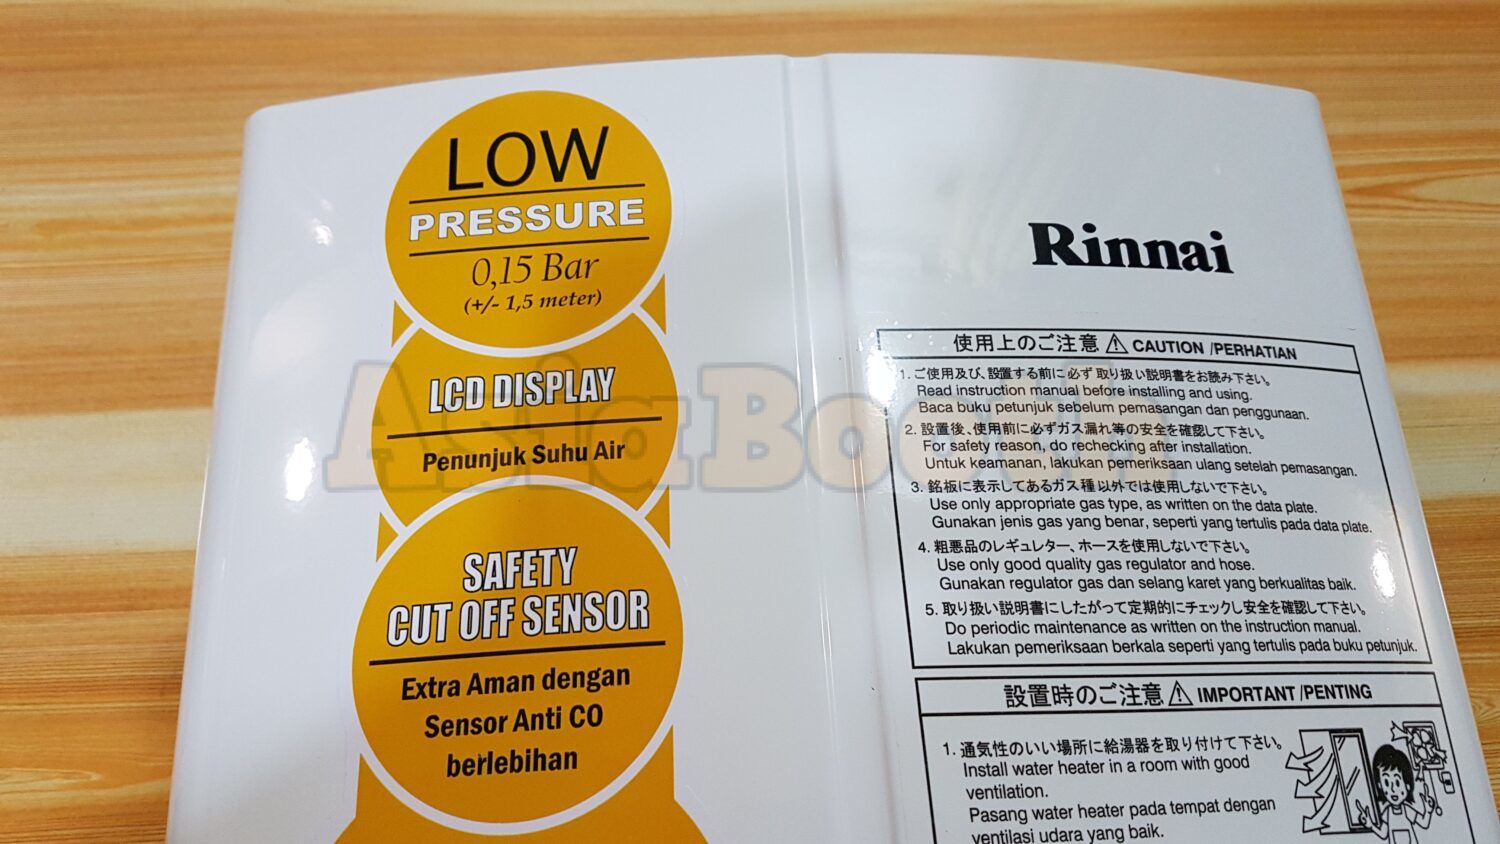 LOW
PRESSURE
0,15 Bar
(+/- 1,5 meter)
LCD DISPLAY
Penunjuk Suhu Air
SAFETY
CUT OFF SENSOR
Extra Aman dengan
Sensor Anti CO
berlebihan
AsiaBooth
Rinnai
使用上のご注意 ⚠ CAUTION /PERHATIAN
1. ご使用及び、設置する前に必ず取り扱い説明書をお読み下さい。
Read instruction manual before installing and using.
Baca buku petunjuk sebelum pemasangan dan penggunaan.
2. 設置後、使用前に必ずガス漏れ等の安全を確認して下さい。
For safety reason, do rechecking after installation.
Untuk keamanan, lakukan pemeriksaan ulang setelah pemasangan.
3. 銘板に表示してあるガス種以外では使用しないで下さい。
Use only appropriate gas type, as written on the data plate.
Gunakan jenis gas yang benar, seperti yang tertulis pada data plate.
4. 粗悪品のレギュレター、ホースを使用しないで下さい。
Use only good quality gas regulator and hose.
Gunakan regulator gas dan selang karet yang berkualitas baik.
5. 取り扱い説明書にしたがって定期的にチェックし安全を確認して下さい。
Do periodic maintenance as written on the instruction manual.
Lakukan pemeriksaan berkala seperti yang tertulis pada buku petunjuk.
設置時のご注意 ⚠ IMPORTANT /PENTING
1. 通気性のいい場所に給湯器を取り付けて下さい。
Install water heater in a room with good
ventilation.
Pasang water heater pada tempat dengan
ventilasi udara yang baik.